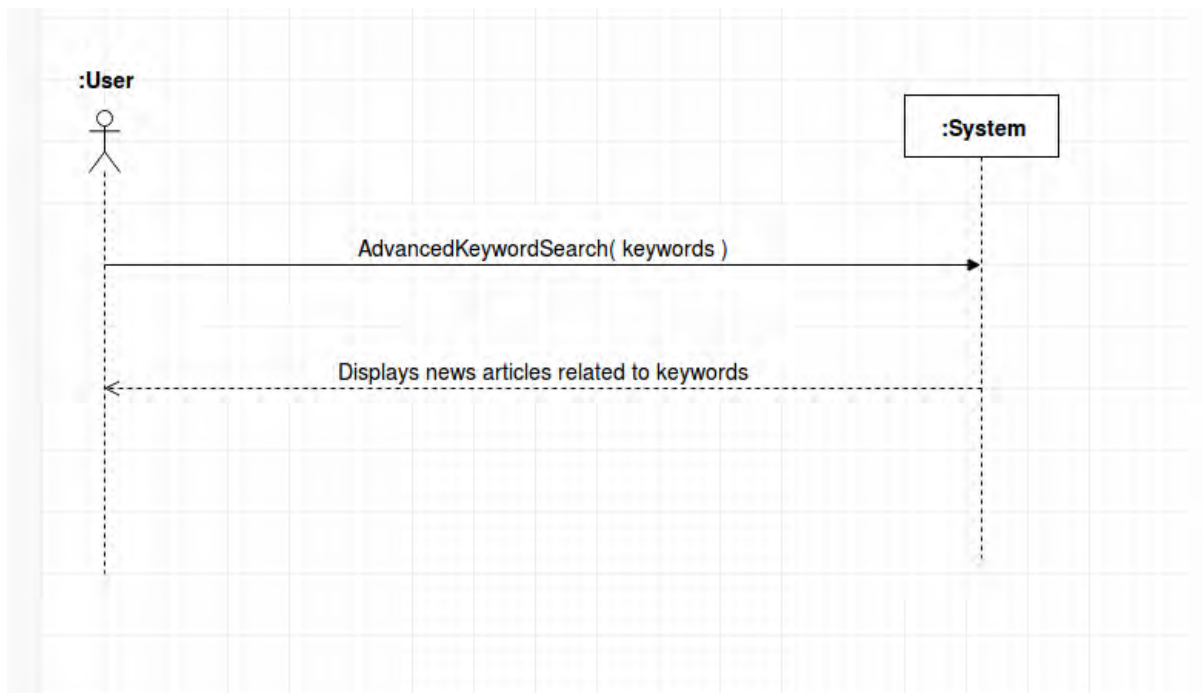 :User
:System
AdvancedKeywordSearch( keywords )
Displays news articles related to keywords